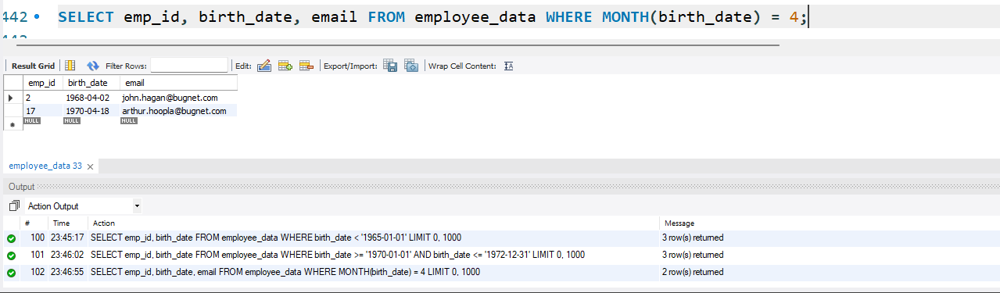 442 SELECT emp_id, birth_date, email FROM employee_data WHERE MONTH(birth_date) = 4;
Result Grid Filter Rows: Edit: Export/Import: Wrap Cell Content:
emp_id birth_date email
2 1968-04-02 john.hagan@bugnet.com
17 1970-04-18 arthur.hoopla@bugnet.com
NULL NULL NULL
employee_data 33
Output
Action Output
# Time Action Message
100 23:45:17 SELECT emp_id, birth_date FROM employee_data WHERE birth_date < '1965-01-01' LIMIT 0, 1000 3 row(s) returned
101 23:46:02 SELECT emp_id, birth_date FROM employee_data WHERE birth_date >= '1970-01-01' AND birth_date <= '1972-12-31' LIMIT 0, 1000 3 row(s) returned
102 23:46:55 SELECT emp_id, birth_date, email FROM employee_data WHERE MONTH(birth_date) = 4 LIMIT 0, 1000 2 row(s) returned